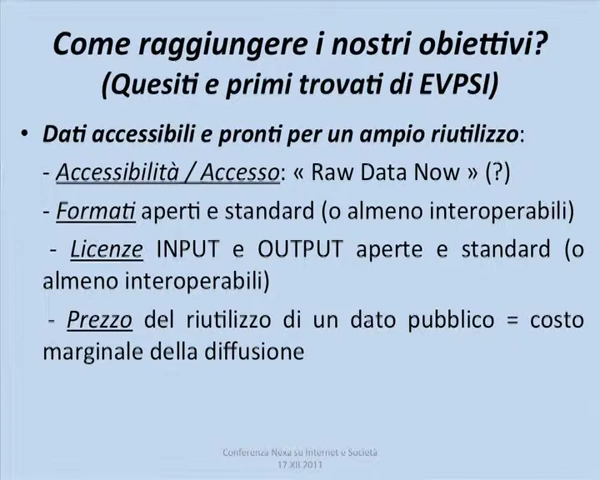 Come raggiungere i nostri obiettivi?
(Quesiti e primi trovati di EVPSI)
• Dati accessibili e pronti per un ampio riutilizzo:
- Accessibilità / Accesso: « Raw Data Now » (?)
- Formati aperti e standard (o almeno interoperabili)
- Licenze INPUT e OUTPUT aperte e standard (o
almeno interoperabili)
- Prezzo del riutilizzo di un dato pubblico = costo
marginale della diffusione
Conferenza Nexa su Internet e Società
17.XII.2011